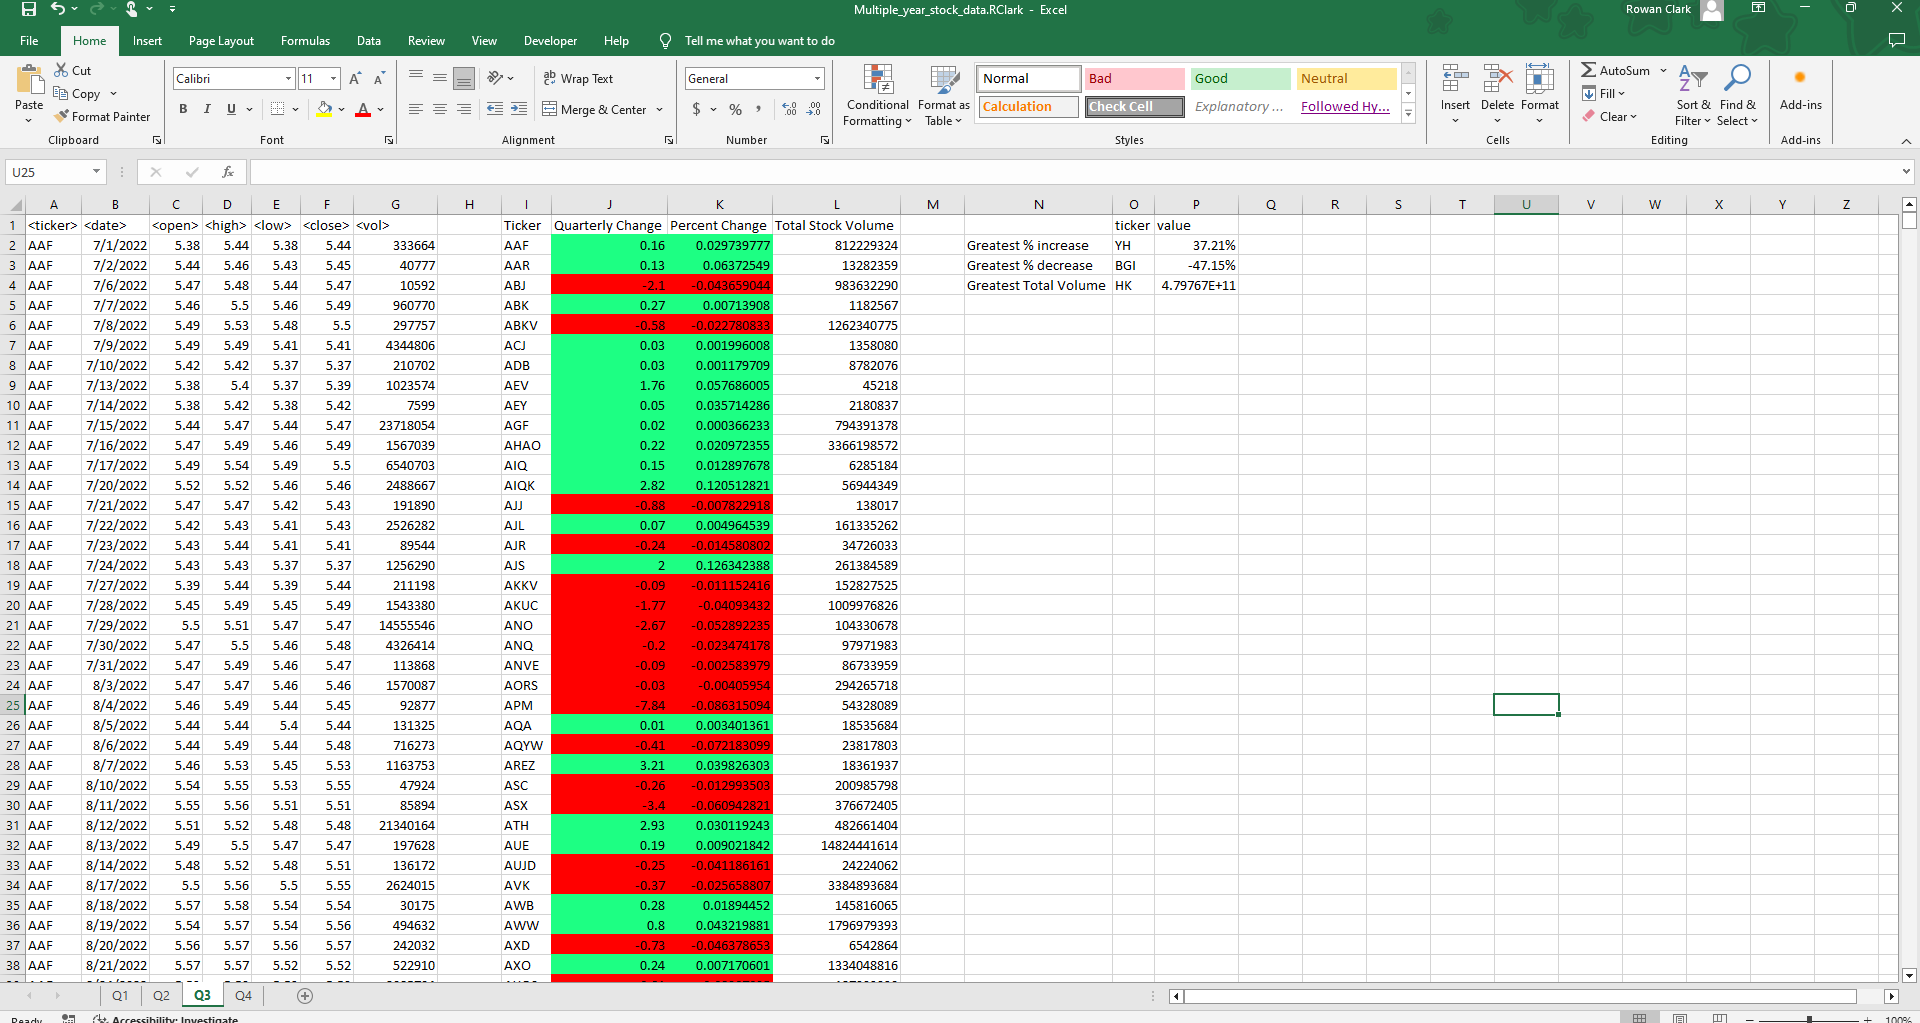 Multiple_year_stock_data.RClark - Excel
Rowan Clark
File Home Insert Page Layout Formulas Data Review View Developer Help Tell me what you want to do
Paste Cut Copy Format Painter
Calibri 11
B I U
Wrap Text
Merge & Center
General
$ % ,
Conditional Formatting Format as Table
Normal Bad Good Neutral
Calculation Check Cell Explanatory ... Followed Hy...
Insert Delete Format
AutoSum Fill Clear
Sort & Filter Find & Select
Add-ins
Clipboard Font Alignment Number Styles Cells Editing Add-ins
U25 fx
A B C D E F G H I J K L M N O P Q R S T U V W X Y Z
1 <ticker> <date> <open> <high> <low> <close> <vol> Ticker Quarterly Change Percent Change Total Stock Volume ticker value
2 AAF 7/1/2022 5.38 5.44 5.38 5.44 333664 AAF 0.16 0.029739777 812229324 Greatest % increase YH 37.21%
3 AAF 7/2/2022 5.44 5.46 5.43 5.45 40777 AAR 0.13 0.06372549 13282359 Greatest % decrease BGI -47.15%
4 AAF 7/6/2022 5.47 5.48 5.44 5.47 10592 ABJ -2.1 -0.043659044 983632290 Greatest Total Volume HK 4.79767E+11
5 AAF 7/7/2022 5.46 5.5 5.46 5.49 960770 ABK 0.27 0.00713908 1182567
6 AAF 7/8/2022 5.49 5.53 5.48 5.5 297757 ABKV -0.58 -0.022780833 1262340775
7 AAF 7/9/2022 5.49 5.49 5.41 5.41 4344806 ACJ 0.03 0.001996008 1358080
8 AAF 7/10/2022 5.42 5.42 5.37 5.37 210702 ADB 0.03 0.001179709 8782076
9 AAF 7/13/2022 5.38 5.4 5.37 5.39 1023574 AEV 1.76 0.057686005 45218
10 AAF 7/14/2022 5.38 5.42 5.38 5.42 7599 AEY 0.05 0.035714286 2180837
11 AAF 7/15/2022 5.44 5.47 5.44 5.47 23718054 AGF 0.02 0.000366233 794391378
12 AAF 7/16/2022 5.47 5.49 5.46 5.49 1567039 AHAO 0.22 0.020972355 3366198572
13 AAF 7/17/2022 5.49 5.54 5.49 5.5 6540703 AIQ 0.15 0.012897678 6285184
14 AAF 7/20/2022 5.52 5.52 5.46 5.46 2488667 AIQK 2.82 0.120512821 56944349
15 AAF 7/21/2022 5.47 5.47 5.42 5.43 191890 AJJ -0.88 -0.007822918 138017
16 AAF 7/22/2022 5.42 5.43 5.41 5.43 2526282 AJL 0.07 0.004964539 161335262
17 AAF 7/23/2022 5.43 5.44 5.41 5.41 89544 AJR -0.24 -0.014580802 34726033
18 AAF 7/24/2022 5.43 5.43 5.37 5.37 1256290 AJS 2 0.126342388 261384589
19 AAF 7/27/2022 5.39 5.44 5.39 5.44 211198 AKKV -0.09 -0.011152416 152827525
20 AAF 7/28/2022 5.45 5.49 5.45 5.49 1543380 AKUC -1.77 -0.04093432 1009976826
21 AAF 7/29/2022 5.5 5.51 5.47 5.47 14555546 ANO -2.67 -0.052892235 104330678
22 AAF 7/30/2022 5.47 5.5 5.46 5.48 4326414 ANQ -0.2 -0.023474178 97971983
23 AAF 7/31/2022 5.47 5.49 5.46 5.47 113868 ANVE -0.09 -0.002583979 86733959
24 AAF 8/3/2022 5.47 5.47 5.46 5.46 1570087 AORS -0.03 -0.00405954 294265718
25 AAF 8/4/2022 5.46 5.49 5.44 5.45 92877 APM -7.84 -0.086315094 54328089
26 AAF 8/5/2022 5.44 5.44 5.4 5.44 131325 AQA 0.01 0.003401361 18535684
27 AAF 8/6/2022 5.44 5.49 5.44 5.48 716273 AQYW -0.41 -0.072183099 23817803
28 AAF 8/7/2022 5.46 5.53 5.45 5.53 1163753 AREZ 3.21 0.039826303 18361937
29 AAF 8/10/2022 5.54 5.55 5.53 5.55 47924 ASC -0.26 -0.012993503 200985798
30 AAF 8/11/2022 5.55 5.56 5.51 5.51 85894 ASX -3.4 -0.060942821 376672405
31 AAF 8/12/2022 5.51 5.52 5.48 5.48 21340164 ATH 2.93 0.030119243 482661404
32 AAF 8/13/2022 5.49 5.5 5.47 5.47 197628 AUE 0.19 0.009021842 14824441614
33 AAF 8/14/2022 5.48 5.52 5.48 5.51 136172 AUJD -0.25 -0.041186161 24224062
34 AAF 8/17/2022 5.5 5.56 5.5 5.55 2624015 AVK -0.37 -0.025658807 3384893684
35 AAF 8/18/2022 5.57 5.58 5.54 5.54 30175 AWB 0.28 0.01894452 145816065
36 AAF 8/19/2022 5.54 5.57 5.54 5.56 494632 AWW 0.8 0.043219881 1796979393
37 AAF 8/20/2022 5.56 5.57 5.56 5.57 242032 AXD -0.73 -0.046378653 6542864
38 AAF 8/21/2022 5.57 5.57 5.52 5.52 522910 AXO 0.24 0.007170601 1334048816
Q1 Q2 Q3 Q4
Ready Accessibility: Investigate 100%